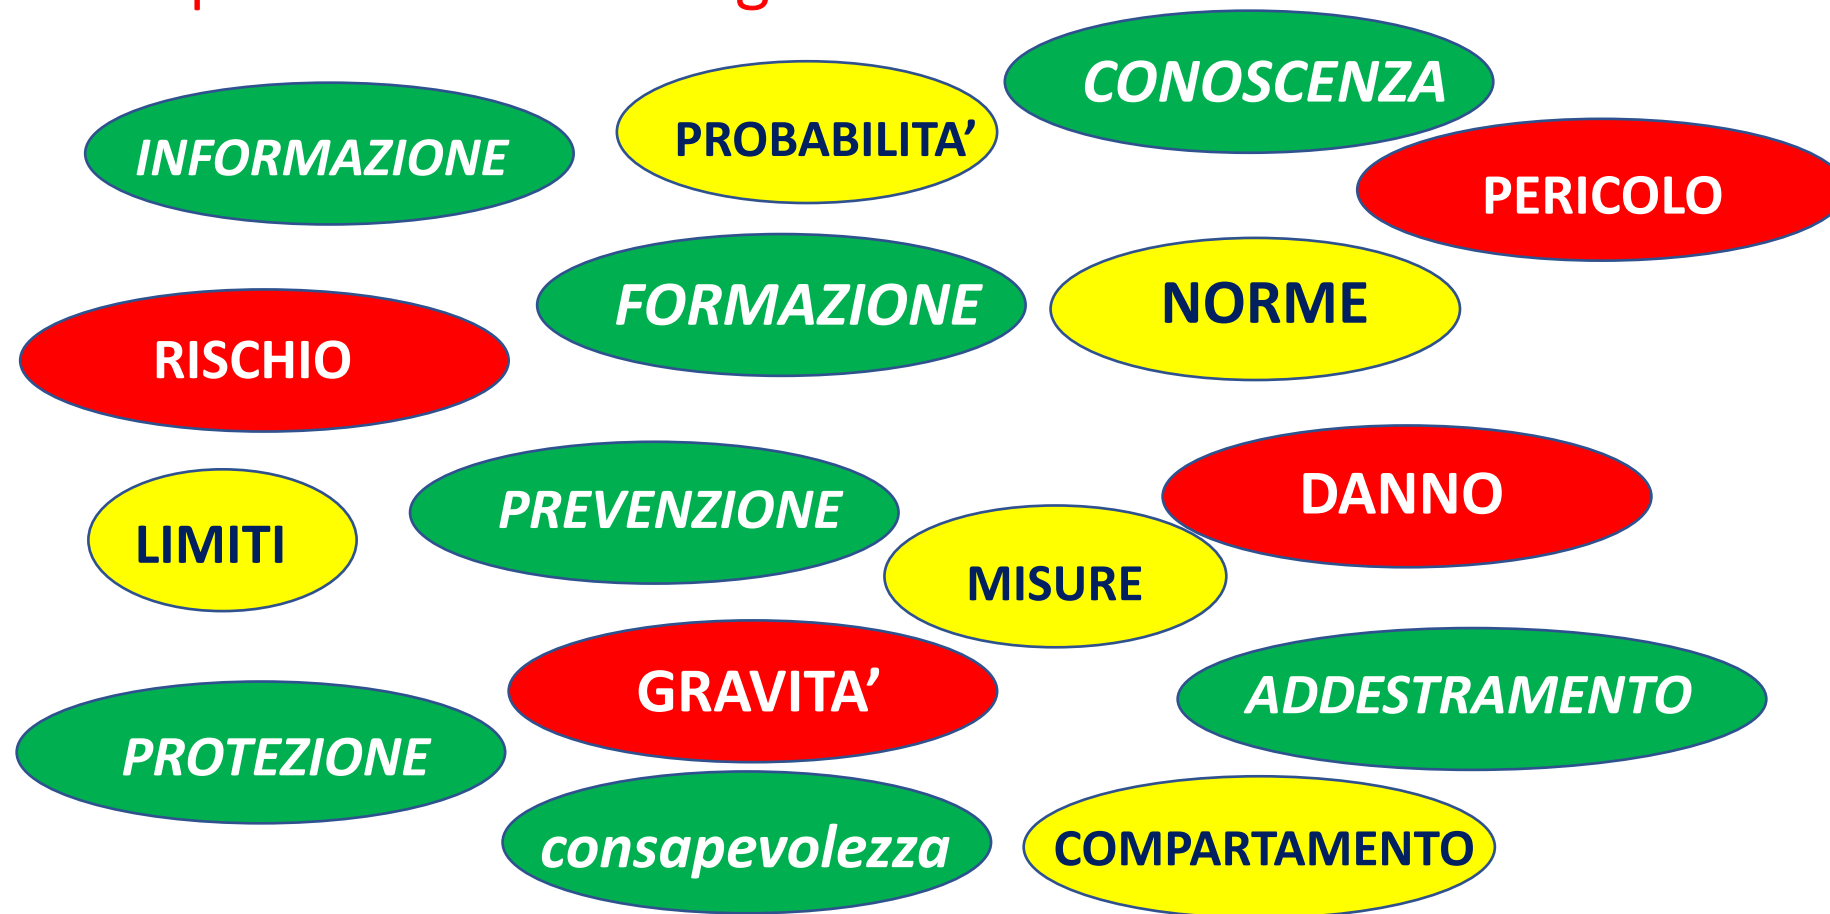 CONOSCENZA
PROBABILITA’
INFORMAZIONE
PERICOLO
FORMAZIONE
NORME
RISCHIO
DANNO
PREVENZIONE
LIMITI
MISURE
GRAVITA’
ADDESTRAMENTO
PROTEZIONE
consapevolezza
COMPARTAMENTO